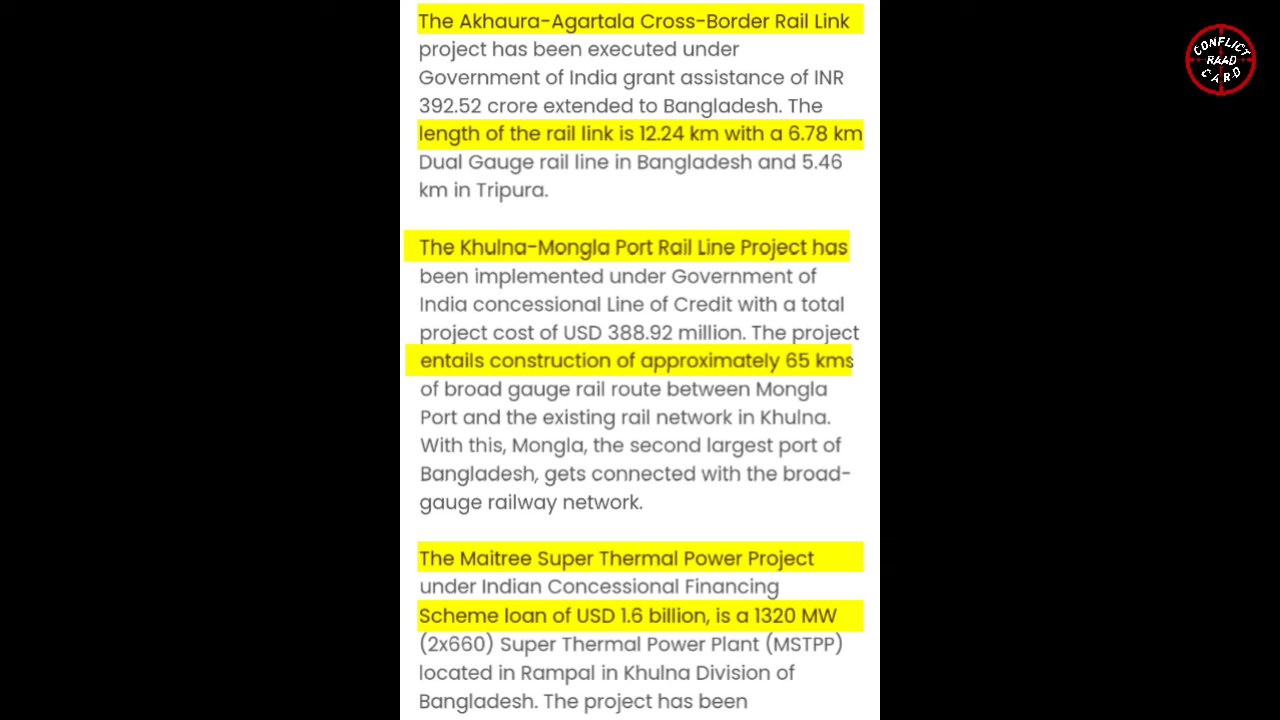 The Akhaura-Agartala Cross-Border Rail Link
project has been executed under
Government of India grant assistance of INR
392.52 crore extended to Bangladesh. The
length of the rail link is 12.24 km with a 6.78 km
Dual Gauge rail line in Bangladesh and 5.46
km in Tripura.
The Khulna-Mongla Port Rail Line Project has
been implemented under Government of
India concessional Line of Credit with a total
project cost of USD 388.92 million. The project
entails construction of approximately 65 kms
of broad gauge rail route between Mongla
Port and the existing rail network in Khulna.
With this, Mongla, the second largest port of
Bangladesh, gets connected with the broad-
gauge railway network.
The Maitree Super Thermal Power Project
under Indian Concessional Financing
Scheme loan of USD 1.6 billion, is a 1320 MW
(2x660) Super Thermal Power Plant (MSTPP)
located in Rampal in Khulna Division of
Bangladesh. The project has been
CONFLICT
RAAD
CARD